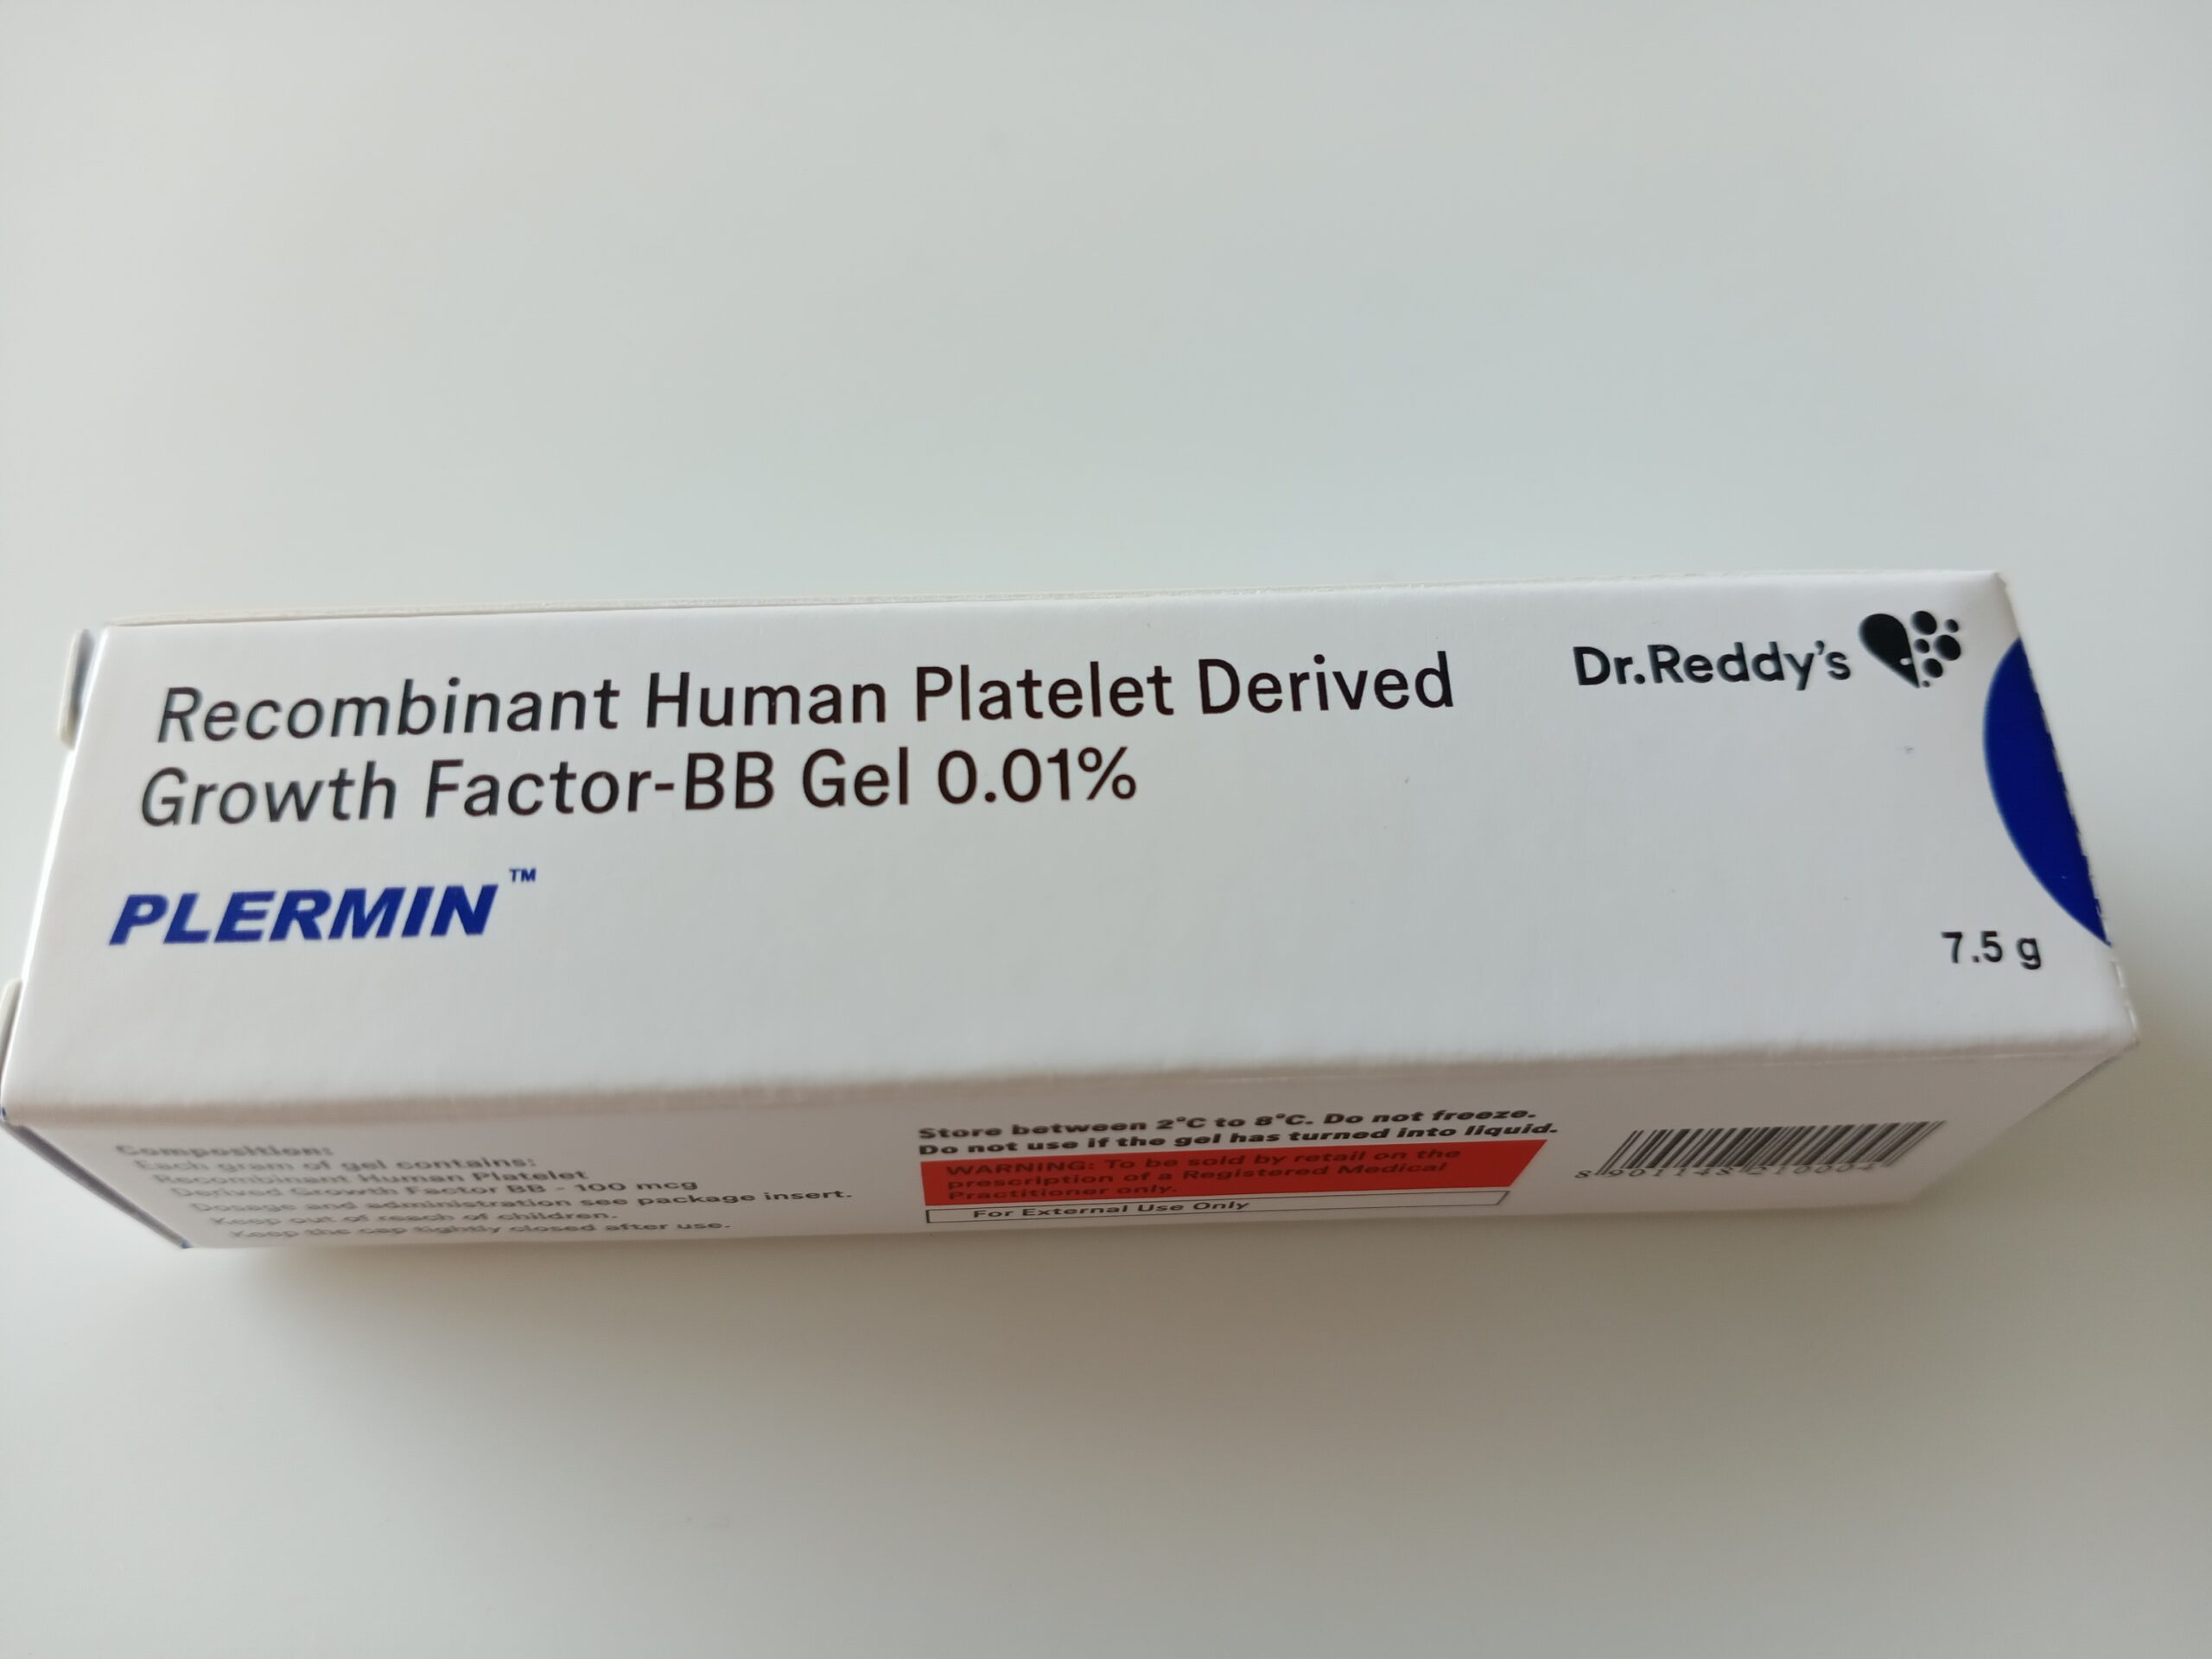 Recombinant Human Platelet Derived
Growth Factor-BB Gel 0.01%
PLERMIN™
Dr.Reddy's
7.5 g
Composition:
Each gram of gel contains:
Recombinant Human Platelet
Derived Growth Factor BB - 100 mcg
Dosage and administration see package insert.
Keep out of reach of children.
Keep the cap tightly closed after use.
Store between 2°C to 8°C. Do not freeze.
Do not use if the gel has turned into liquid.
WARNING: To be sold by retail on the
prescription of a Registered Medical
Practitioner only.
For External Use Only